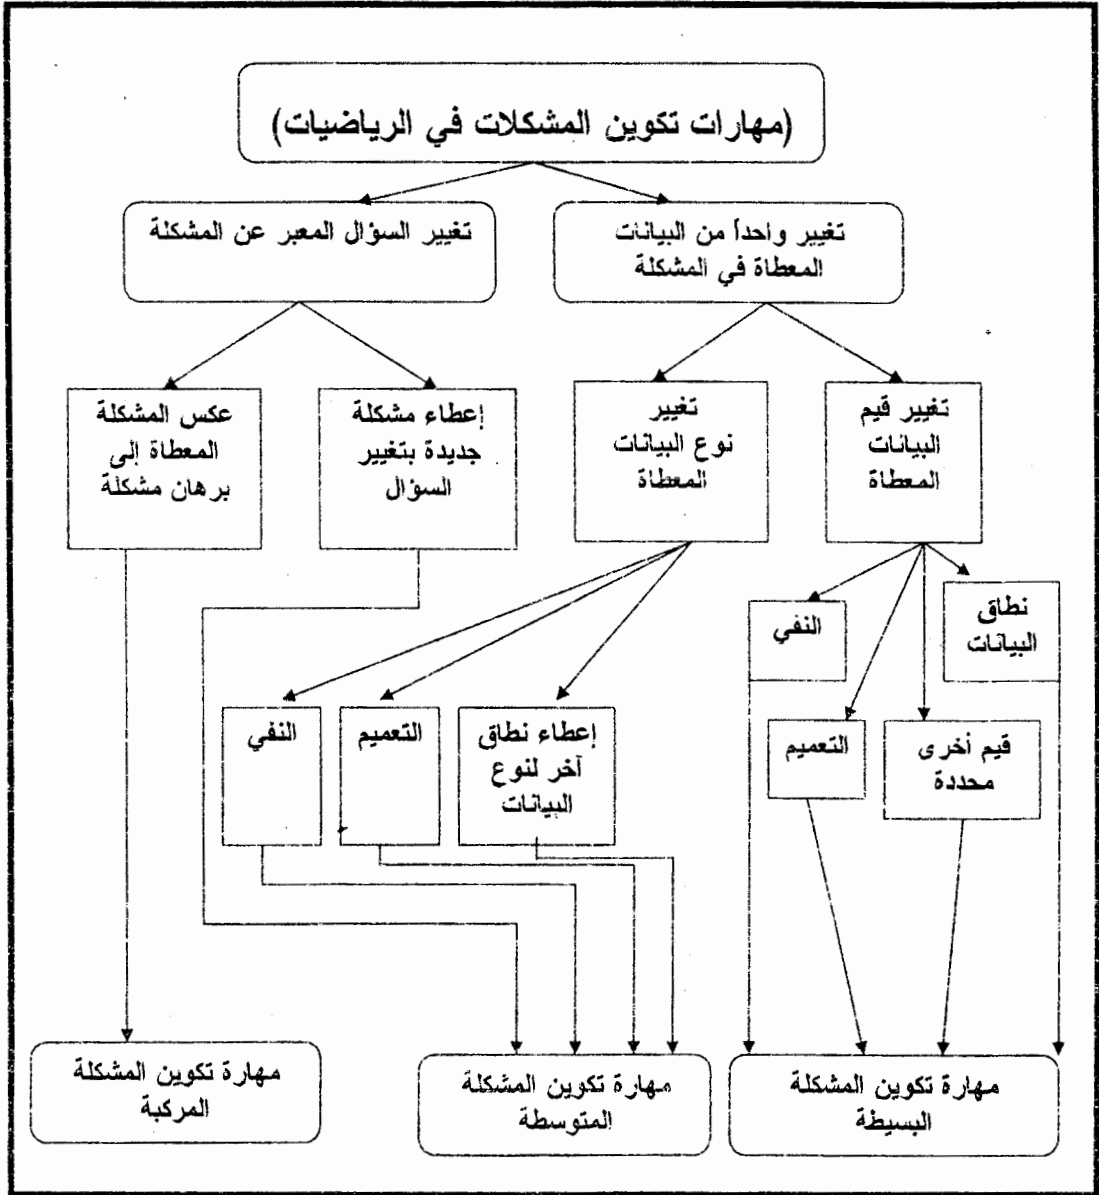 (مهارات تكوين المشكلات في الرياضيات)
تغيير واحداً من البيانات
المعطاة في المشكلة
تغيير السؤال المعبر عن المشكلة
تغيير قيم
البيانات
المعطاة
تغيير
نوع البيانات
المعطاة
إعطاء مشكلة
جديدة بتغيير
السؤال
عكس المشكلة
المعطاة إلى
برهان مشكلة
نطاق
البيانات
النفي
قيم أخرى
محددة
التعميم
إعطاء نطاق
آخر لنوع
البيانات
التعميم
النفي
مهارة تكوين المشكلة
البسيطة
مهارة تكوين المشكلة
المتوسطة
مهارة تكوين المشكلة
المركبة